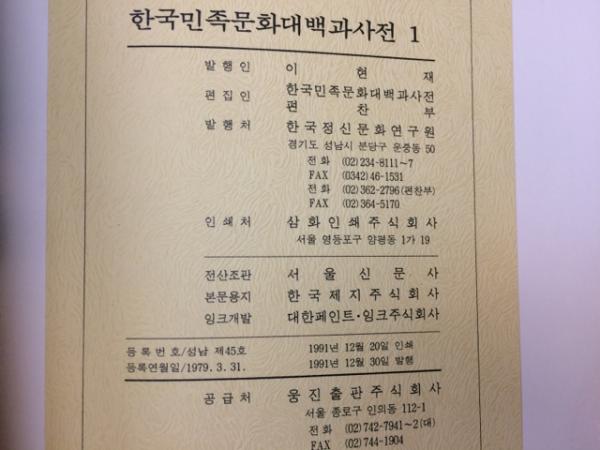 한국민족문화대백과사전 1
발행인 이현재
편집인 한국민족문화대백과사전
편찬부
발행처 한국정신문화연구원
경기도 성남시 분당구 운중동 50
전화 (02)234-8111~7
FAX (0342)46-1531
전화 (02)362-2796(편찬부)
FAX (02)364-5170
인쇄처 삼화인쇄주식회사
서울 영등포구 양평동 1가 19
전산조판 서울신문사
본문용지 한국제지주식회사
잉크개발 대한페인트·잉크주식회사
등록번호/성남 제45호 1991년 12월 20일 인쇄
등록연월일/1979. 3. 31. 1991년 12월 30일 발행
공급처 웅진출판주식회사
서울 종로구 인의동 112-1
전화 (02)742-7941~2(대)
FAX (02)744-1904